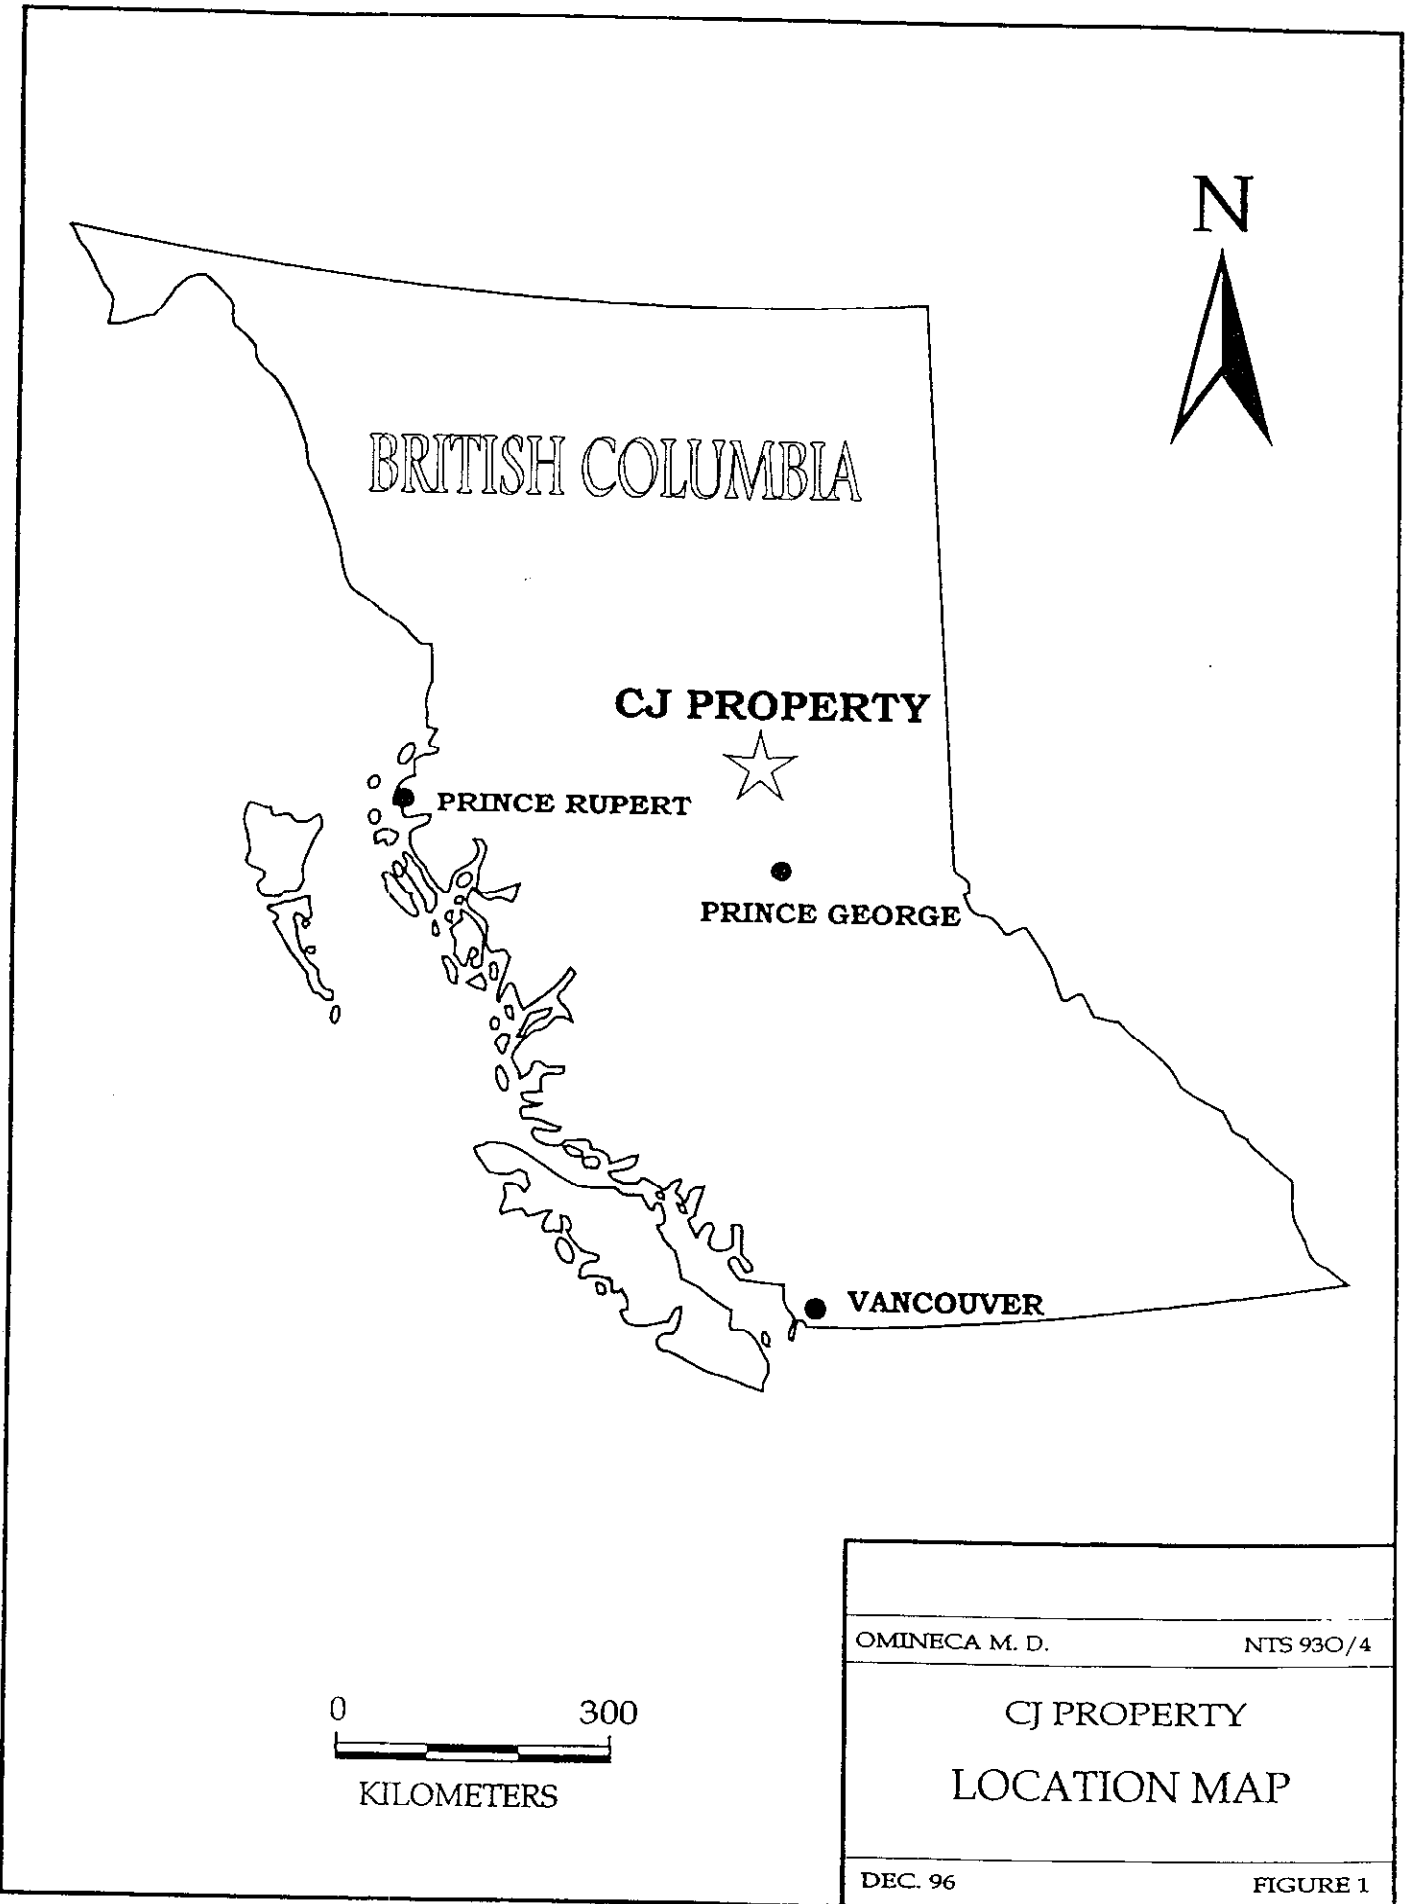 N
BRITISH COLUMBIA
CJ PROPERTY
PRINCE RUPERT
PRINCE GEORGE
VANCOUVER
OMINECA M. D. NTS 93O/4
CJ PROPERTY
LOCATION MAP
0 300
KILOMETERS
DEC. 96 FIGURE 1